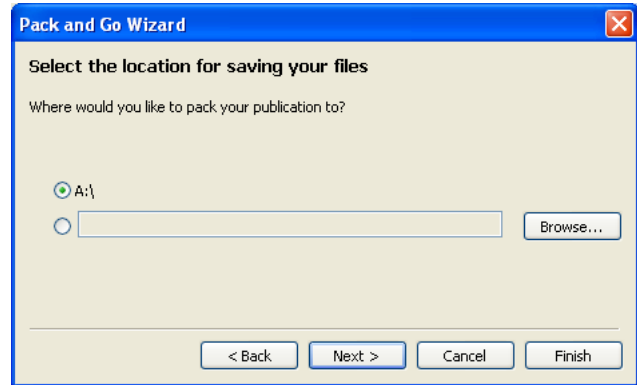 Pack and Go Wizard
Select the location for saving your files
Where would you like to pack your publication to?
A:\
Browse...
< Back Next > Cancel Finish